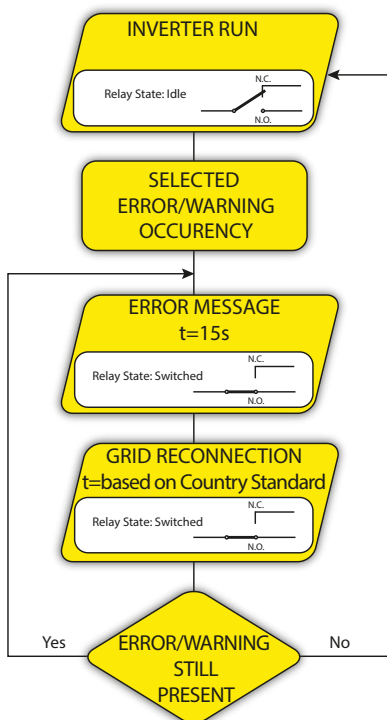 INVERTER RUN
N.C.
Relay State: Idle
N.O.
SELECTED
ERROR/WARNING
OCCURENCY
ERROR MESSAGE
t=15s
N.C.
Relay State: Switched
N.O.
GRID RECONNECTION
t=based on Country Standard
N.C.
Relay State: Switched
N.O.
Yes
No
ERROR/WARNING
STILL
PRESENT